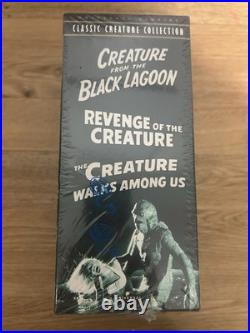 CLASSIC CREATURE COLLECTION
CREATURE
FROM THE
BLACK LAGOON
REVENGE OF THE
CREATURE
THE CREATURE
WALKS AMONG US